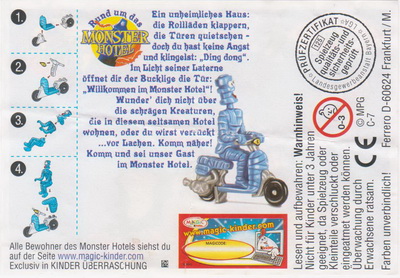 1.
2.
3.
4.
Rund um das
MONSTER
HOTEL
Ein unheimliches Haus:
die Rolläden klappern,
die Türen quietschen -
doch du hast keine Angst
und klingelst: „Ding dong".
Im Licht seiner Laterne
öffnet dir der Bucklige die Tür:
„Willkommen im Monster Hotel"!
Wunder' dich nicht über
die schrägen Kreaturen,
die in diesem seltsamen Hotel
wohnen, oder du wirst verrückt
...vor Lachen. Komm näher!
Komm und sei unser Gast
im Monster Hotel.
www.magic-kinder.com
MAGICODE
Alle Bewohner des Monster Hotels siehst du
auf der Seite www.magic-kinder.com
Exclusiv in KINDER ÜBERRASCHUNG
PRÜFZERTIFIKAT
Spielzeug
qualitäts- und
sicherheits-
geprüft
Landesgewerbeanstalt Bayern
LGA
0-3
CE
© MPG
C-7
Ferrero D-60624 Frankfurt / M.
lesen und aufbewahren. Warnhinweis!
Nicht für Kinder unter 3 Jahren
geeignet, da Spielzeug oder
Kleinteile verschluckt oder
eingeatmet werden können.
Überwachung durch
Erwachsene ratsam.
Farben unverbindlich!